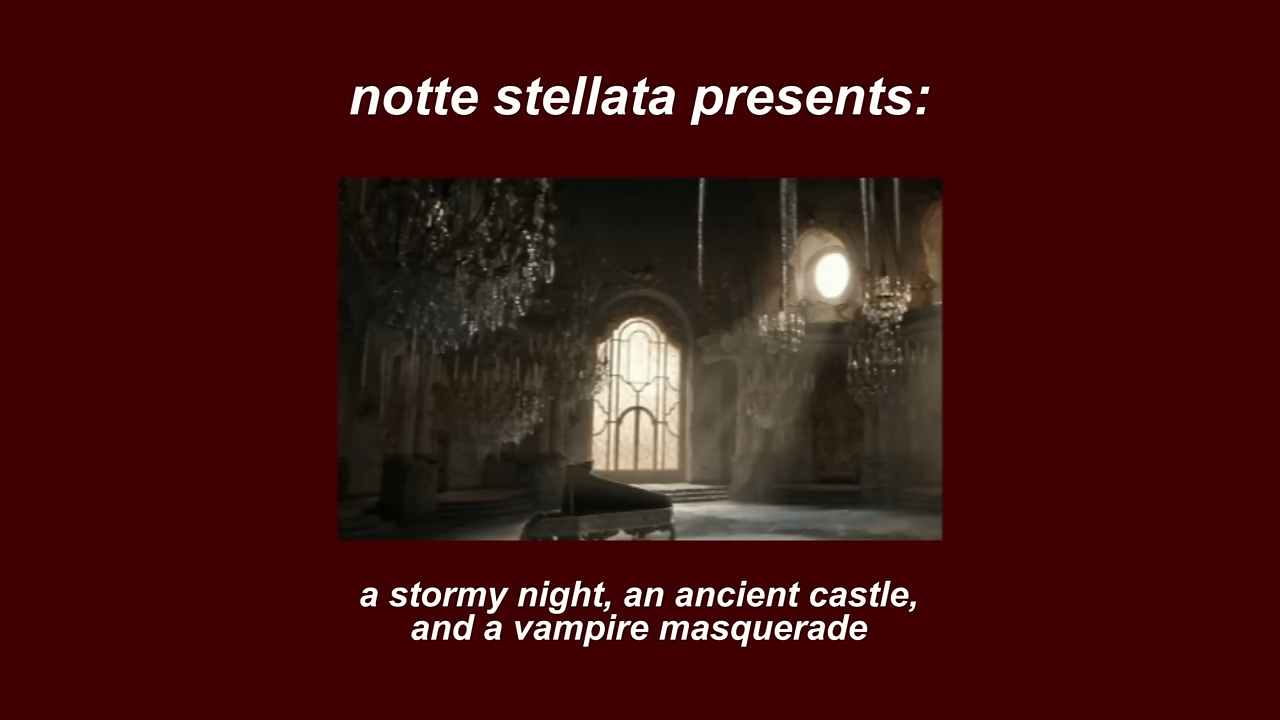 notte stellata presents:
a stormy night, an ancient castle,
and a vampire masquerade